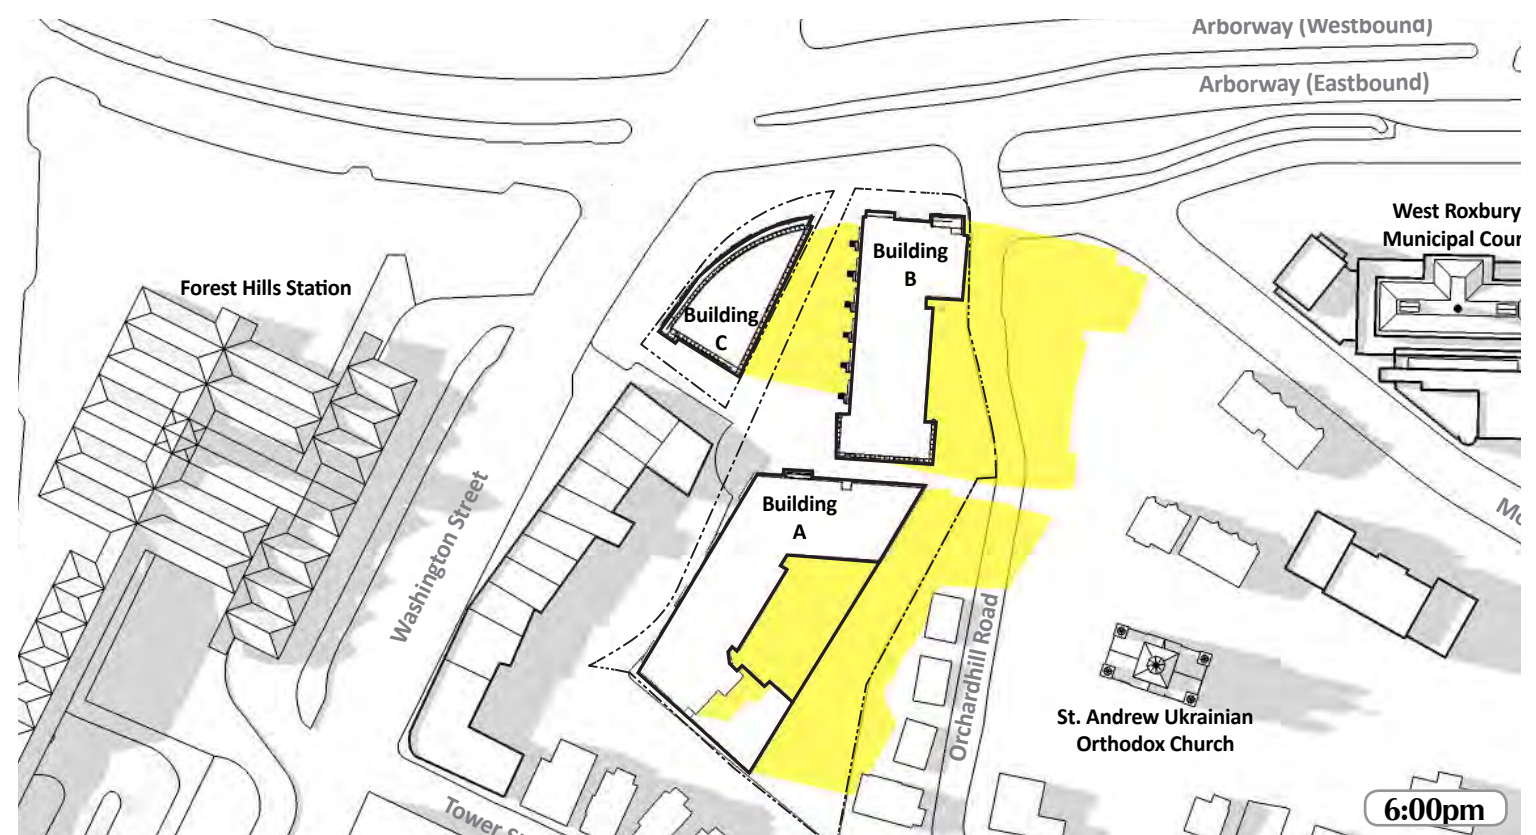 Arborway (Westbound)
Arborway (Eastbound)
West Roxbury
Municipal Cour
Forest Hills Station
Building
B
Building
C
Building
A
Washington Street
Orchardhill Road
St. Andrew Ukrainian
Orthodox Church
Tower
6:00pm